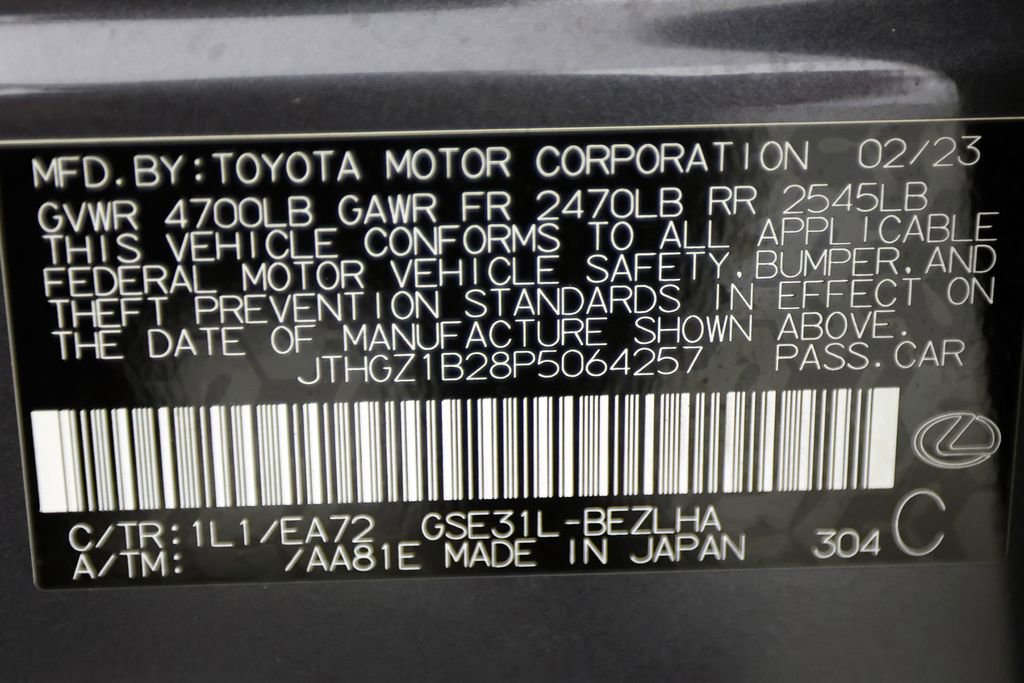 MFD. BY: TOYOTA MOTOR CORPORATION 02/23
GVWR 4700LB GAWR FR 2470LB RR 2545LB
THIS VEHICLE CONFORMS TO ALL APPLICABLE
FEDERAL MOTOR VEHICLE SAFETY, BUMPER, AND
THEFT PREVENTION STANDARDS IN EFFECT ON
THE DATE OF MANUFACTURE SHOWN ABOVE.
JTHGZ1B28P5064257 PASS. CAR
C/TR: 1L1/EA72 GSE31L-BEZLHA
A/TM: /AA81E MADE IN JAPAN 304 C